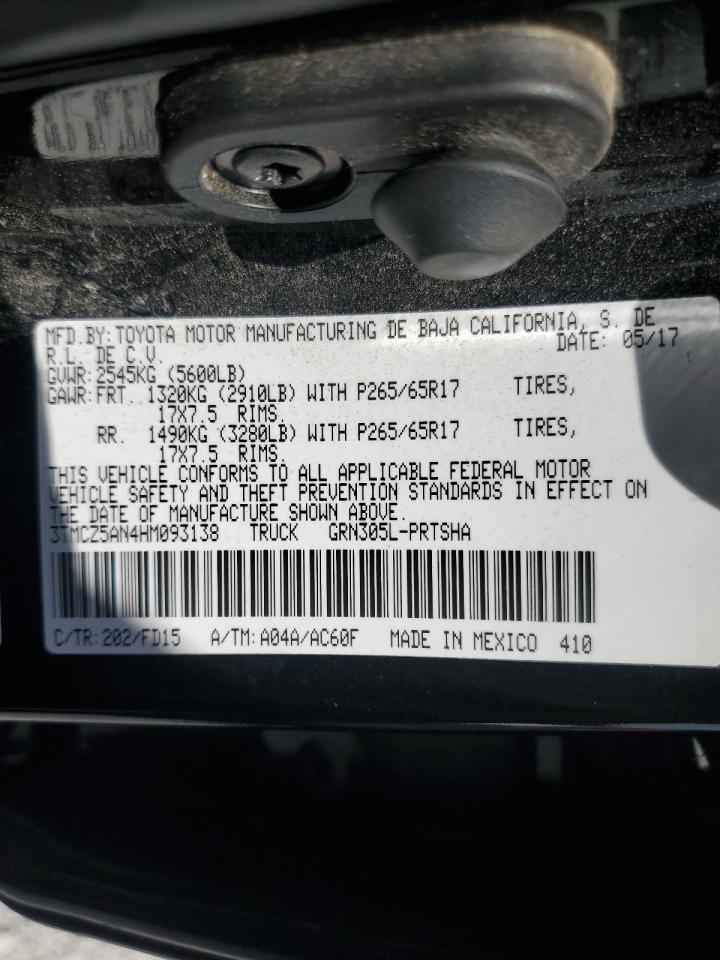 MFD.BY: TOYOTA MOTOR MANUFACTURING DE BAJA CALIFORNIA, S. DE
R.L. DE C.V. DATE: 05/17
GVWR: 2545KG (5600LB)
GAWR: FRT. 1320KG (2910LB) WITH P265/65R17 TIRES,
17X7.5 RIMS.
RR. 1490KG (3280LB) WITH P265/65R17 TIRES,
17X7.5 RIMS.
THIS VEHICLE CONFORMS TO ALL APPLICABLE FEDERAL MOTOR
VEHICLE SAFETY AND THEFT PREVENTION STANDARDS IN EFFECT ON
THE DATE OF MANUFACTURE SHOWN ABOVE.
3TMCZ5AN4HM093138 TRUCK GRN305L-PRTSHA
C/TR: 202/FD15 A/TM: A04A/AC60F MADE IN MEXICO 410